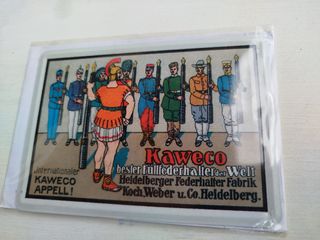 Kaweco
bester Füllfederhalter der Welt
Heidelberger Federhalter Fabrik
Koch, Weber u. Co. Heidelberg.
Internationaler
KAWECO
APPELL!